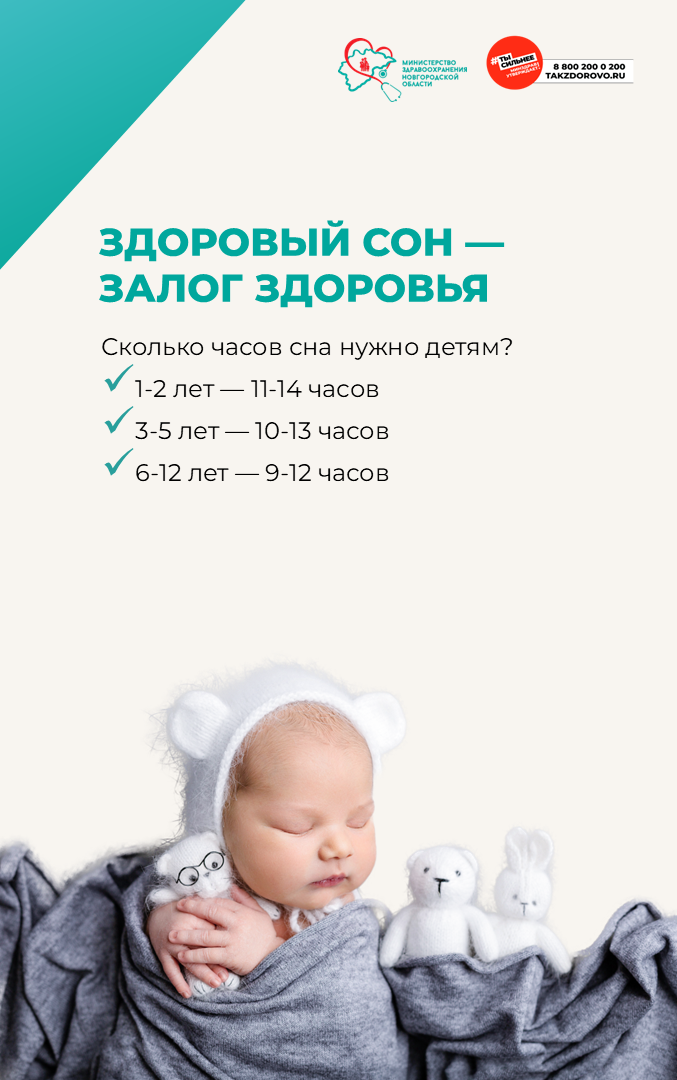 МИНИСТЕРСТВО
ЗДРАВООХРАНЕНИЯ
НОВГОРОДСКОЙ
ОБЛАСТИ
#ТЫ
СИЛЬНЕЕ
МИНЗДРАВ
УТВЕРЖДАЕТ!
8 800 200 0 200
TAKZDOROVO.RU
ЗДОРОВЫЙ СОН —
ЗАЛОГ ЗДОРОВЬЯ
Сколько часов сна нужно детям?
1-2 лет — 11-14 часов
3-5 лет — 10-13 часов
6-12 лет — 9-12 часов